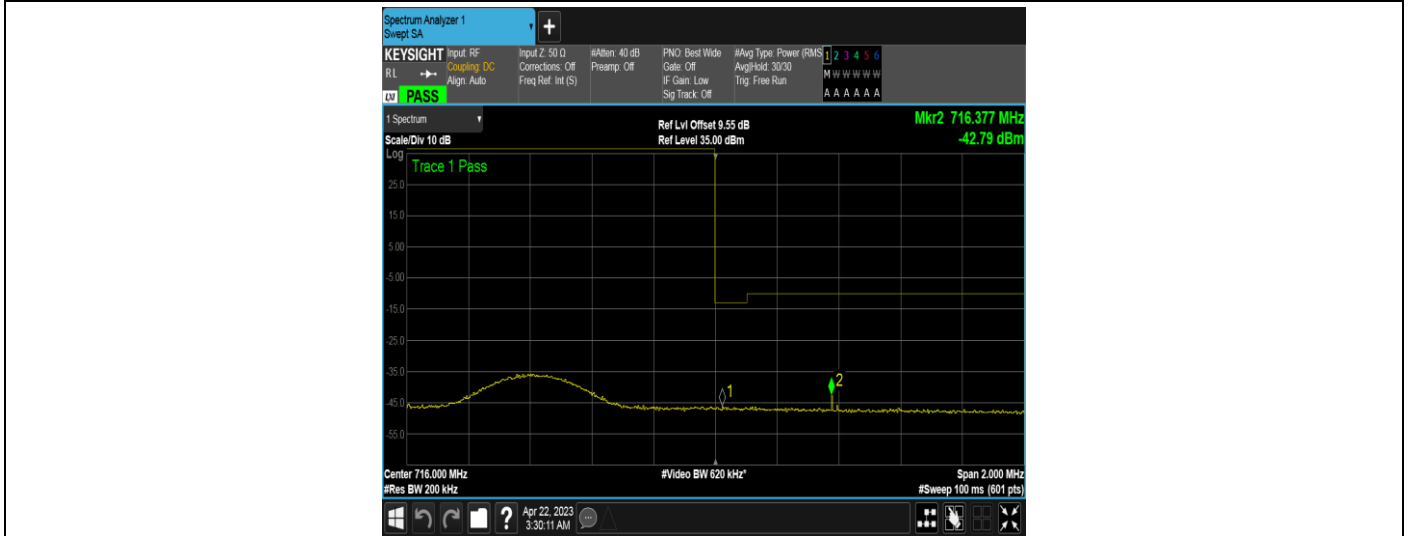 Spectrum Analyzer 1
Swept SA
+
KEYSIGHT Input: RF Input Z: 50 Ω #Atten: 40 dB PNO: Best Wide #Avg Type: Power (RMS 1 2 3 4 5 6
RL Coupling: DC Corrections: Off Preamp: Off Gate: Off Avg|Hold: 30/30 M W W W W W
Align: Auto Freq Ref: Int (S) IF Gain: Low Trig: Free Run
LXI PASS Sig Track: Off A A A A A A
1 Spectrum
Ref Lvl Offset 9.55 dB Mkr2 716.377 MHz
Scale/Div 10 dB Ref Level 35.00 dBm -42.79 dBm
Log
Trace 1 Pass
25.0
15.0
5.00
-5.00
-15.0
-25.0
-35.0
1
2
-45.0
-55.0
Center 716.000 MHz #Video BW 620 kHz* Span 2.000 MHz
#Res BW 200 kHz #Sweep 100 ms (601 pts)
? Apr 22, 2023
3:30:11 AM